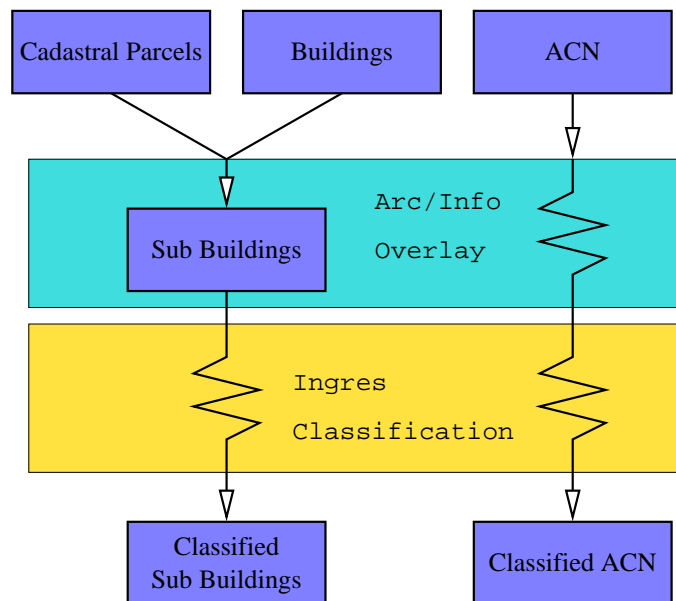 Cadastral Parcels
Buildings
ACN
Arc/Info
Overlay
Sub Buildings
Ingres
Classification
Classified
Sub Buildings
Classified ACN